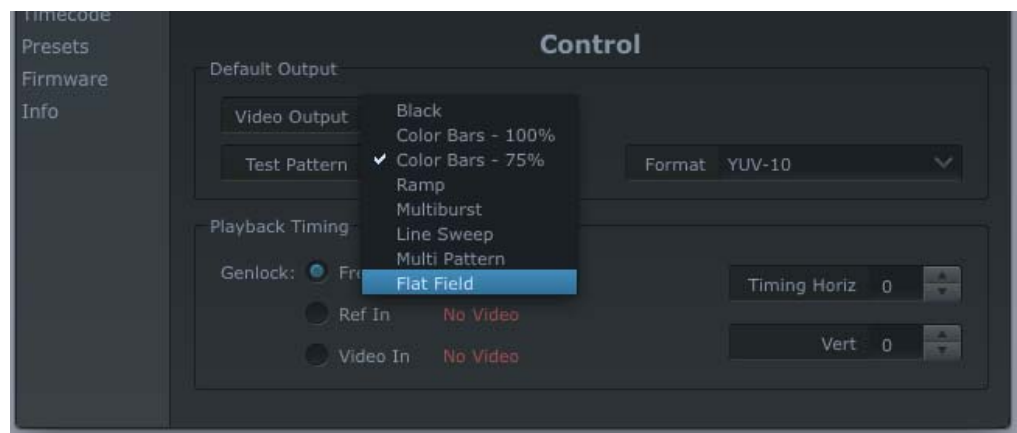 Timecode
Presets
Firmware
Info
Control
Default Output
Video Output
Test Pattern
Black
Color Bars - 100%
Color Bars - 75%
Ramp
Multiburst
Line Sweep
Multi Pattern
Flat Field
Format YUV-10
Playback Timing
Genlock:
Ref In No Video
Video In No Video
Timing Horiz 0
Vert 0